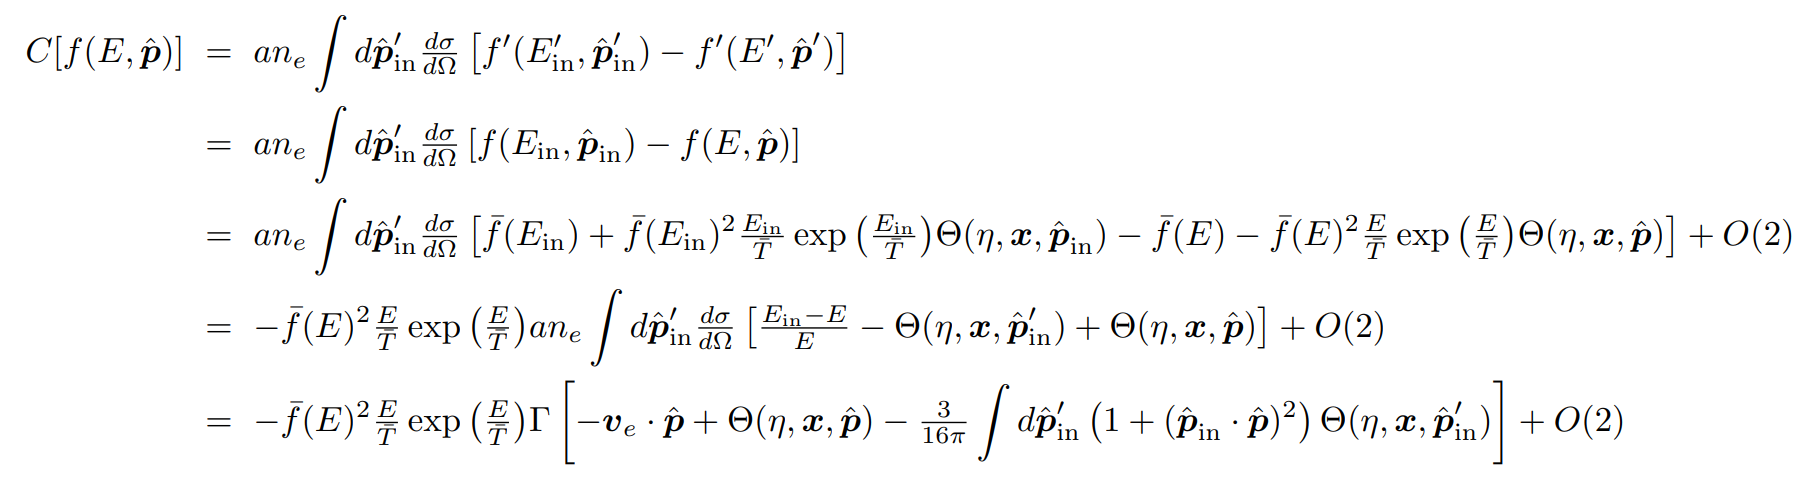 C[f(E, p̂)] = an_e ∫ dp̂′_in dσ/dΩ [f′(E′_in, p̂′_in) − f′(E′, p̂′)]
= an_e ∫ dp̂′_in dσ/dΩ [f(E_in, p̂_in) − f(E, p̂)]
= an_e ∫ dp̂′_in dσ/dΩ [f̄(E_in) + f̄(E_in)² E_in/T̄ exp(E_in/T̄)Θ(η, x, p̂_in) − f̄(E) − f̄(E)² E/T̄ exp(E/T̄)Θ(η, x, p̂)] + O(2)
= −f̄(E)² E/T̄ exp(E/T̄)an_e ∫ dp̂′_in dσ/dΩ [(E_in−E)/E − Θ(η, x, p̂′_in) + Θ(η, x, p̂)] + O(2)
= −f̄(E)² E/T̄ exp(E/T̄)Γ [−v_e · p̂ + Θ(η, x, p̂) − 3/16π ∫ dp̂′_in (1 + (p̂_in · p̂)²) Θ(η, x, p̂′_in)] + O(2)